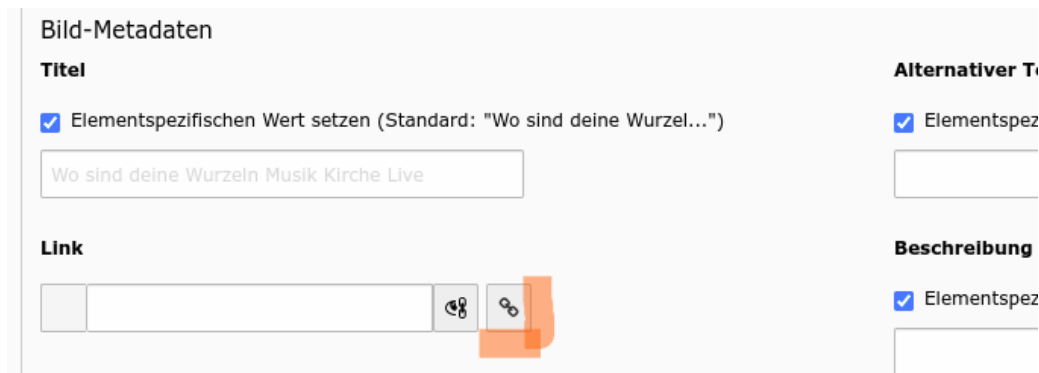 Bild-Metadaten
Titel
Alternativer
Elementspezifischen Wert setzen (Standard: "Wo sind deine Wurzel...")
Elementspez
Wo sind deine Wurzeln Musik Kirche Live
Link
Beschreibung
Elementspez